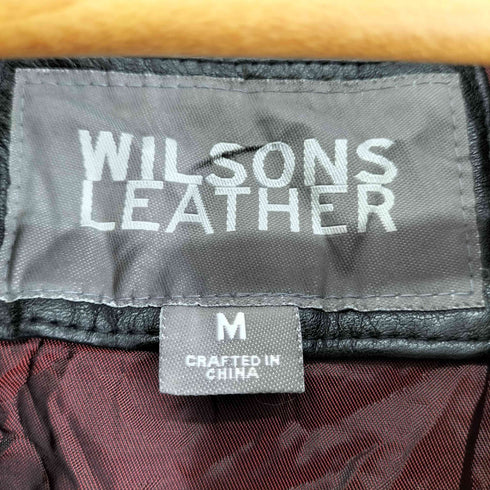 WILSONS
LEATHER
M
CRAFTED IN
CHINA